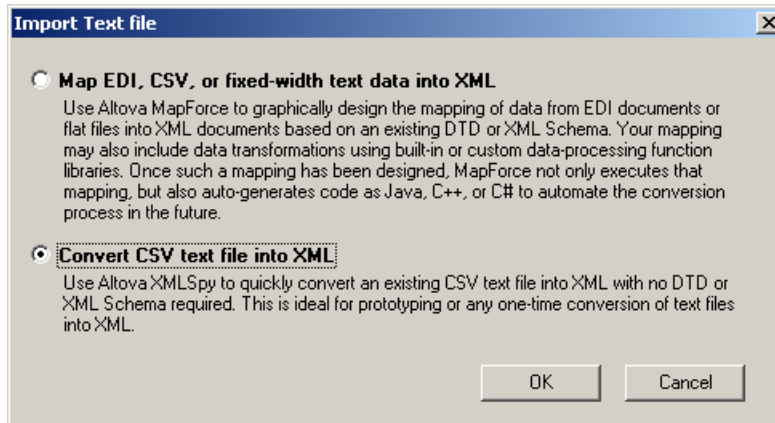 Import Text file
Map EDI, CSV, or fixed-width text data into XML
Use Altova MapForce to graphically design the mapping of data from EDI documents or
flat files into XML documents based on an existing DTD or XML Schema. Your mapping
may also include data transformations using built-in or custom data-processing function
libraries. Once such a mapping has been designed, MapForce not only executes that
mapping, but also auto-generates code as Java, C++, or C# to automate the conversion
process in the future.
Convert CSV text file into XML
Use Altova XMLSpy to quickly convert an existing CSV text file into XML with no DTD or
XML Schema required. This is ideal for prototyping or any one-time conversion of text files
into XML.
OK Cancel